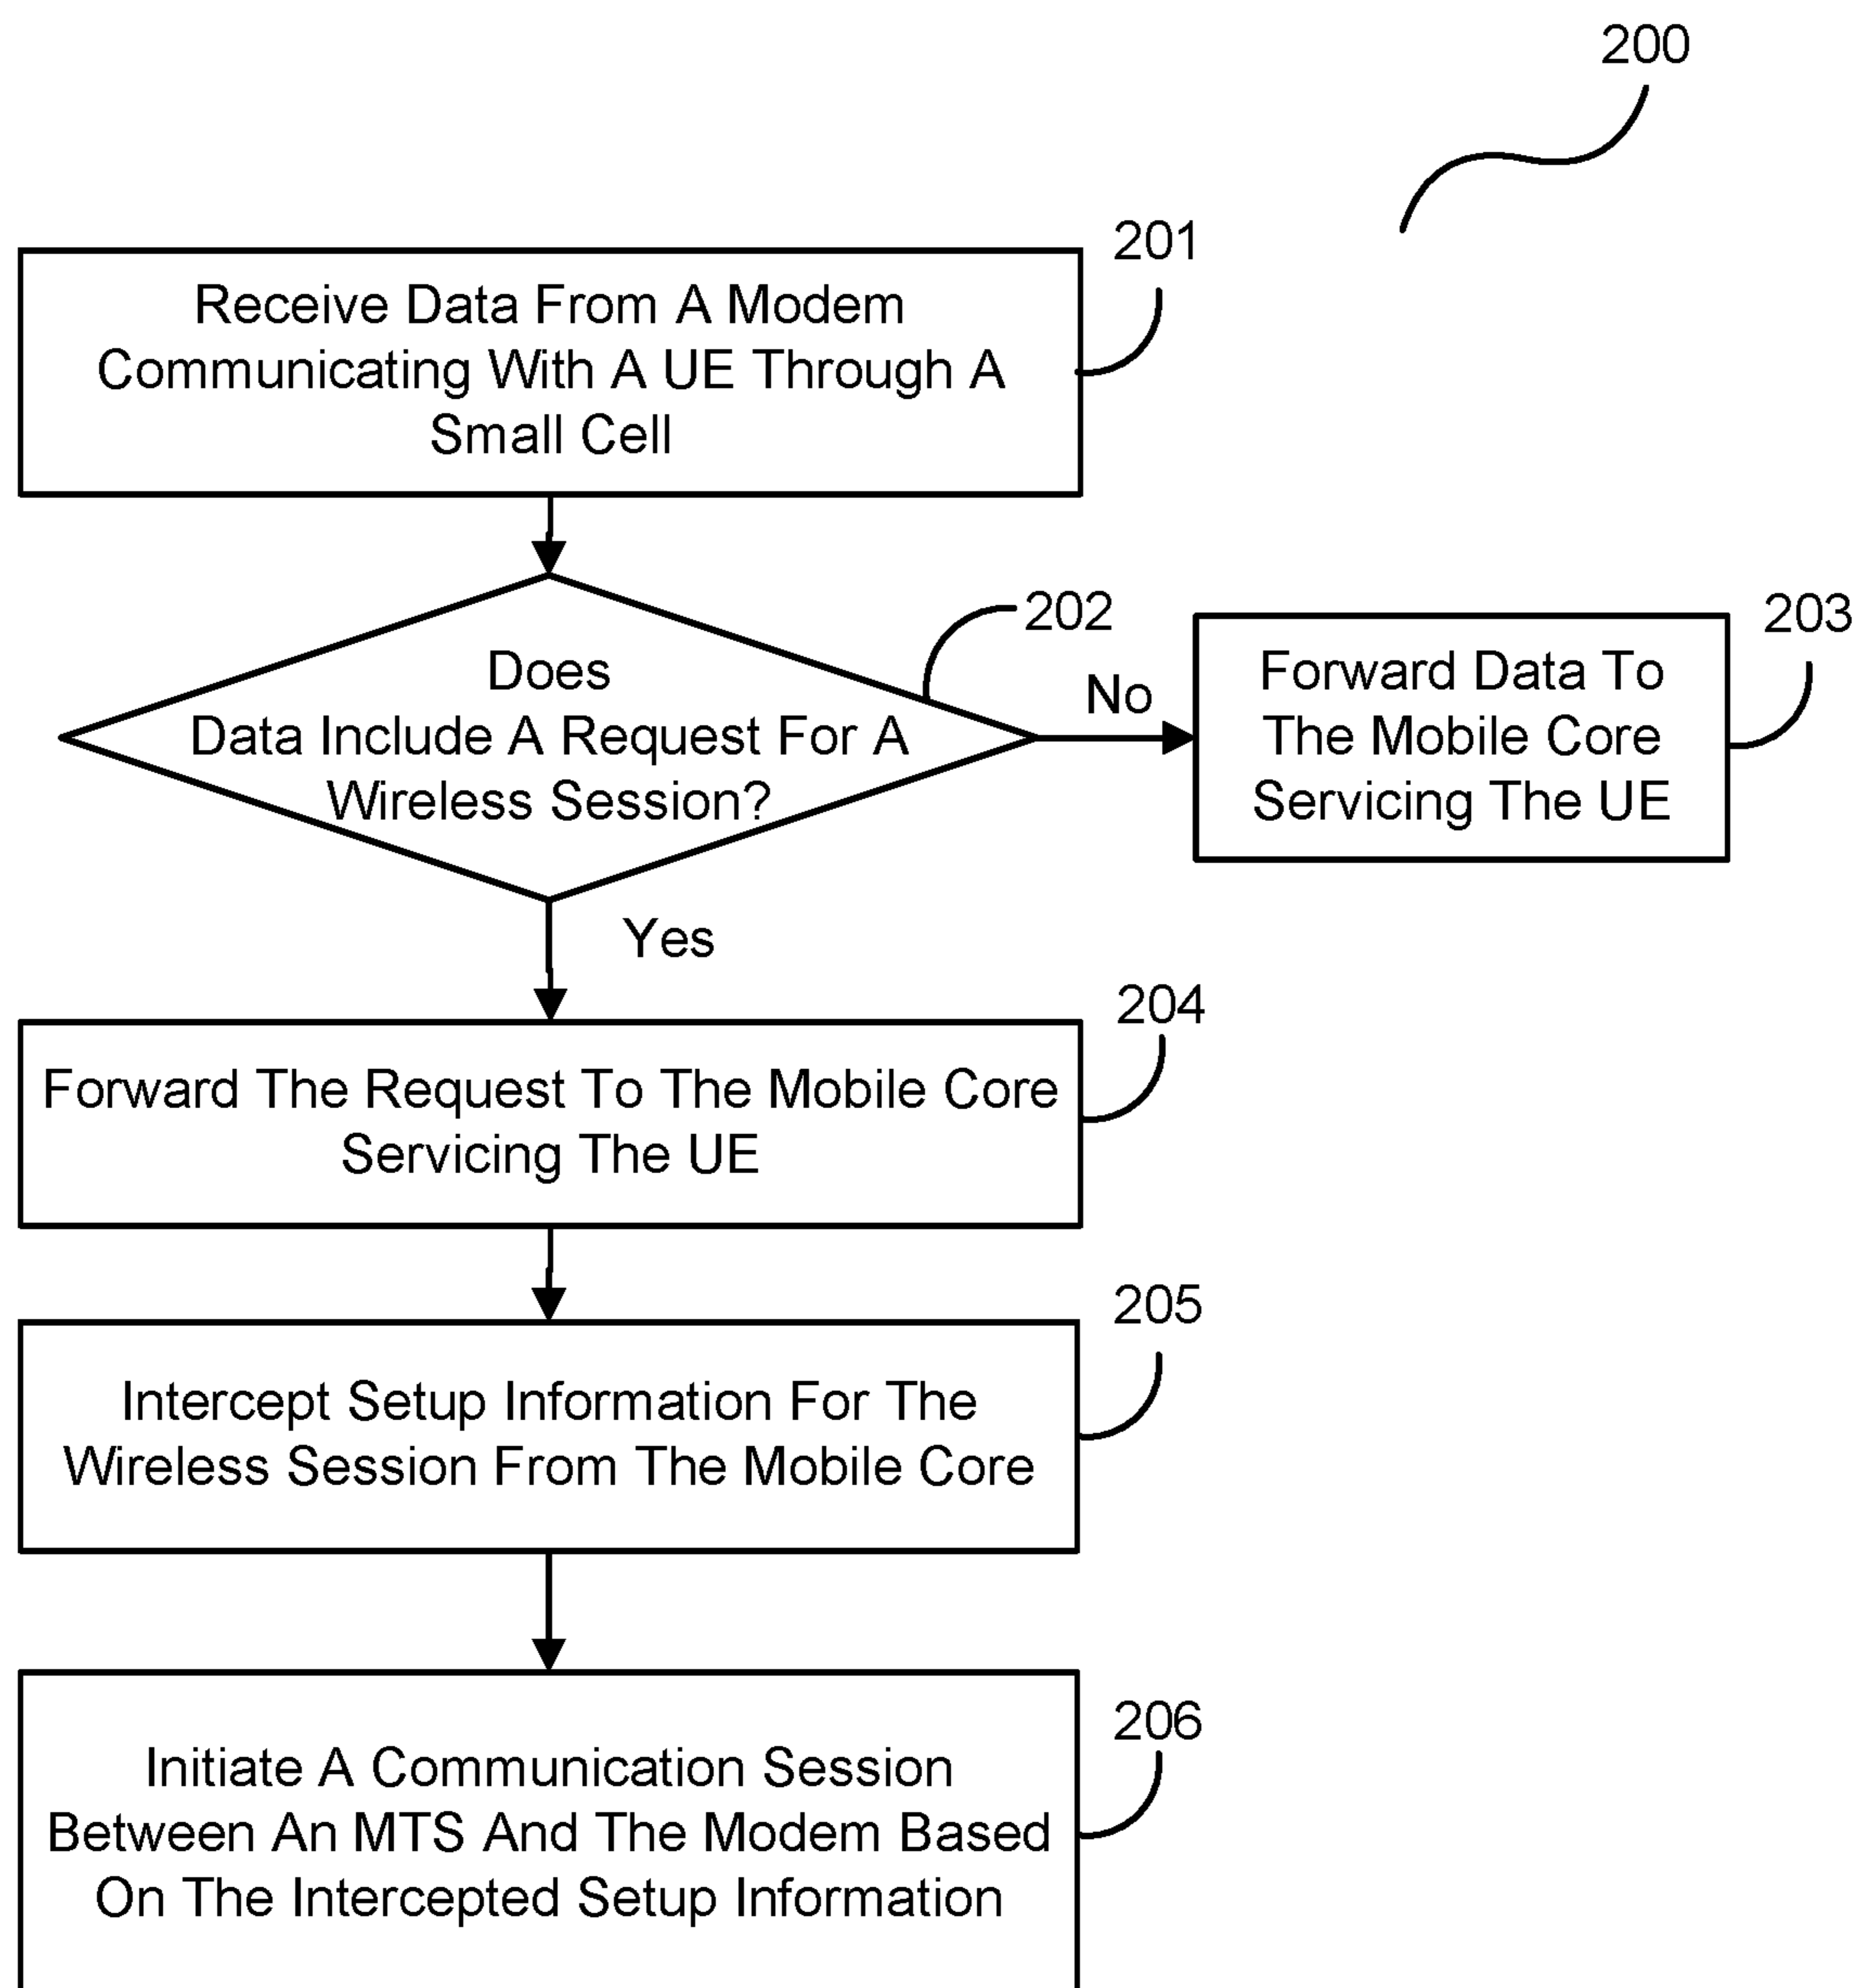 200
201
Receive Data From A Modem
Communicating With A UE Through A
Small Cell
202
203
Does
Data Include A Request For A
Wireless Session?
No
Forward Data To
The Mobile Core
Servicing The UE
Yes
204
Forward The Request To The Mobile Core
Servicing The UE
205
Intercept Setup Information For The
Wireless Session From The Mobile Core
206
Initiate A Communication Session
Between An MTS And The Modem Based
On The Intercepted Setup Information